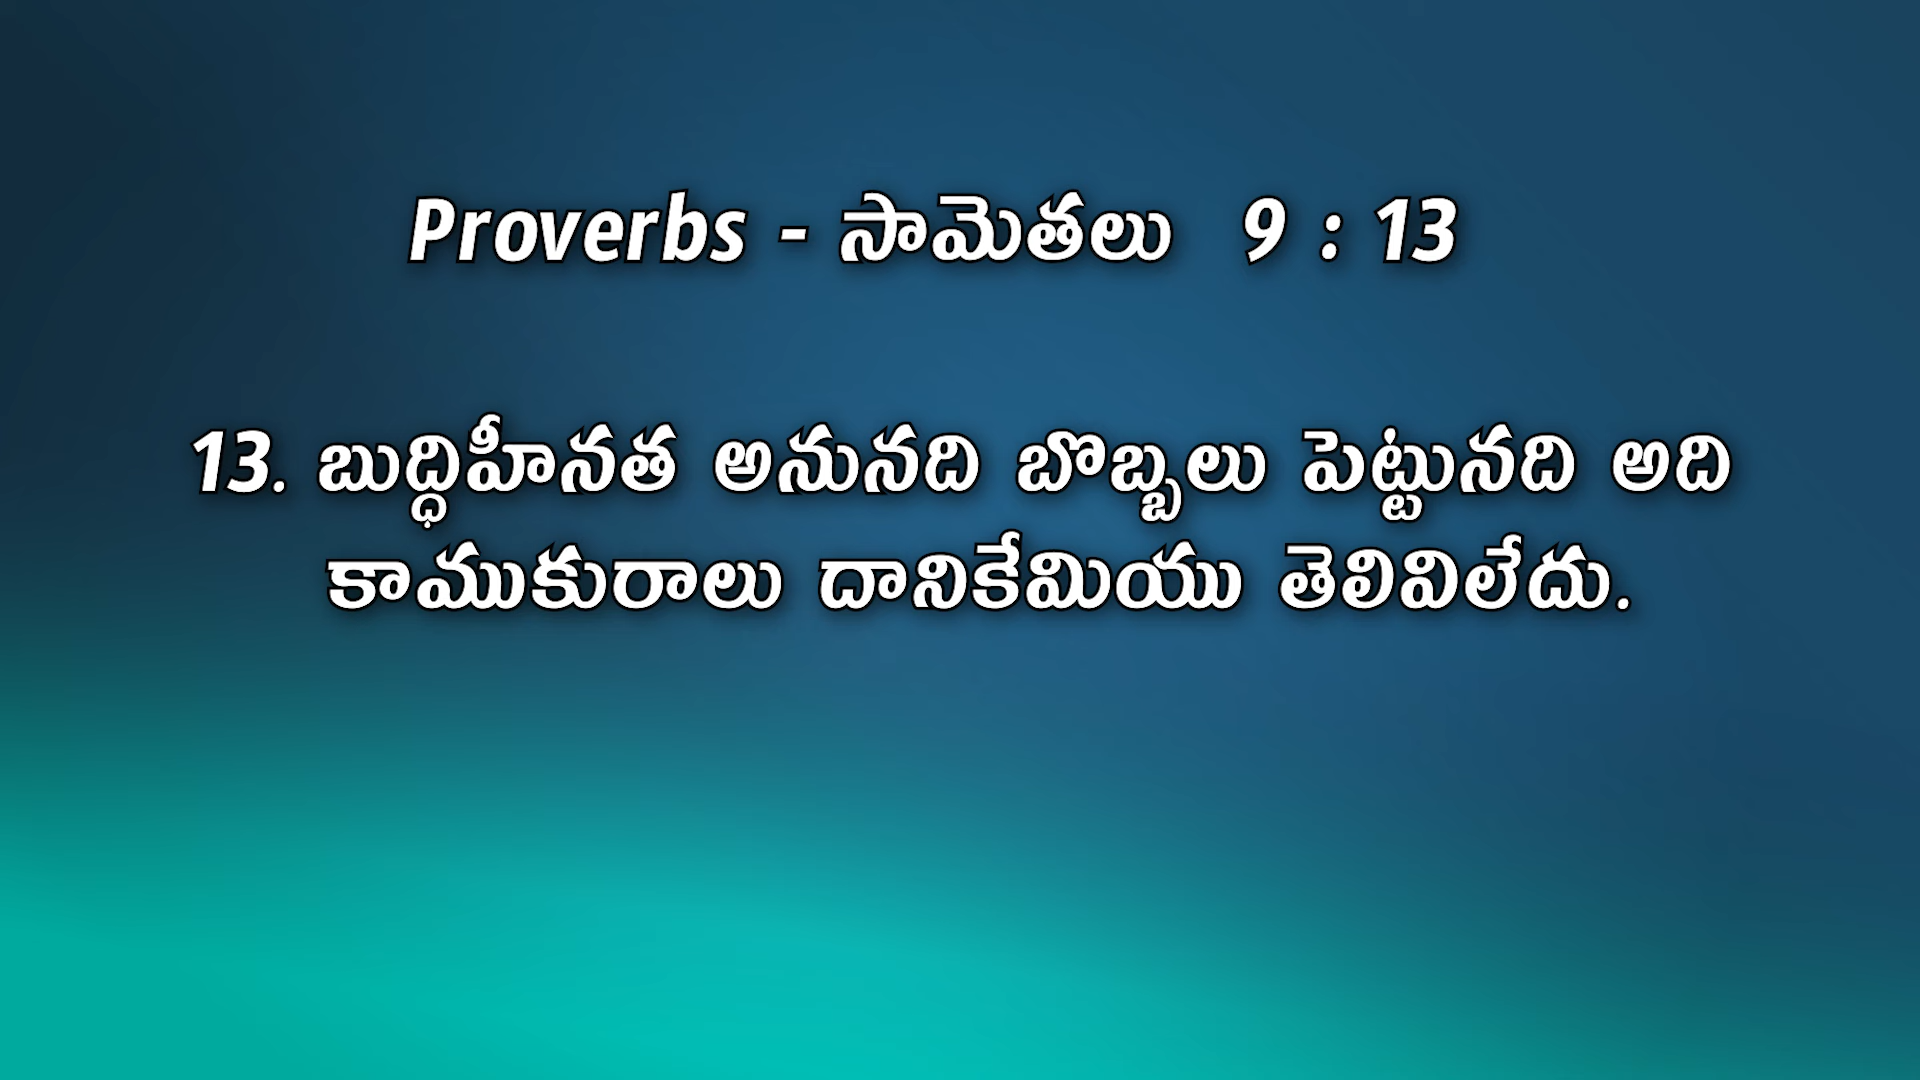 Proverbs - సామెతలు 9 : 13
13. బుద్ధిహీనత అనునది బొబ్బలు పెట్టునది అది
కాముకురాలు దానికేమియు తెలివిలేదు.